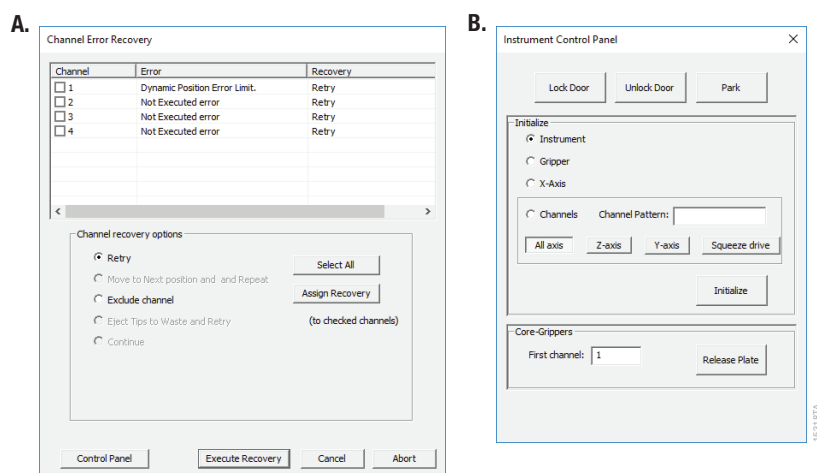 A.
Channel Error Recovery
Channel Error Recovery
1 Dynamic Position Error Limit. Retry
2 Not Executed error Retry
3 Not Executed error Retry
4 Not Executed error Retry
Channel recovery options
Retry
Select All
Move to Next position and and Repeat
Exclude channel
Assign Recovery
Eject Tips to Waste and Retry
(to checked channels)
Continue
Control Panel Execute Recovery Cancel Abort
B.
Instrument Control Panel
Lock Door Unlock Door Park
Initialize
Instrument
Gripper
X-Axis
Channels Channel Pattern:
All axis Z-axis Y-axis Squeeze drive
Initialize
Core-Grippers
First channel: 1
Release Plate